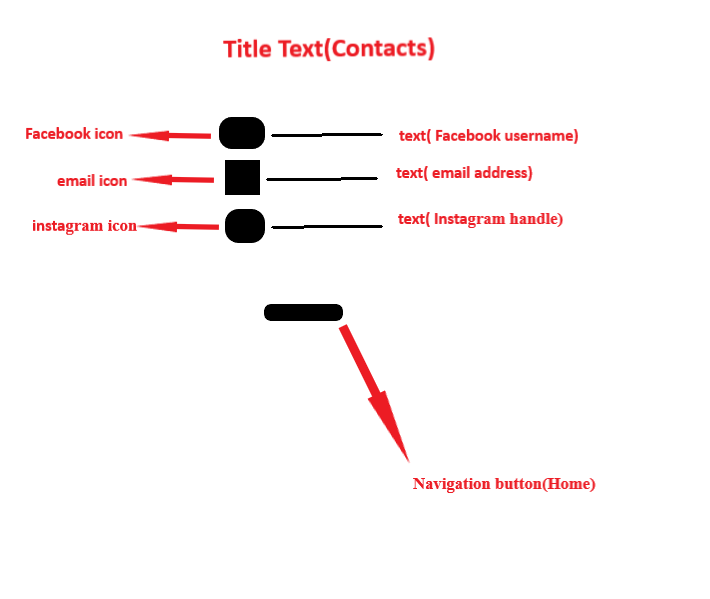 Title Text(Contacts)
Facebook icon
text( Facebook username)
email icon
text( email address)
instagram icon
text( Instagram handle)
Navigation button(Home)